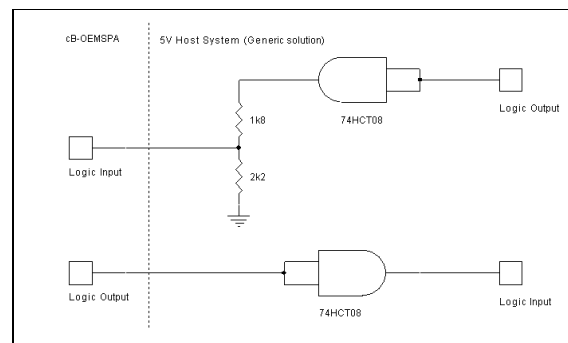 cB-OEMSPA
5V Host System (Generic solution)
1k8
74HCT08
Logic Output
Logic Input
2k2
Logic Output
74HCT08
Logic Input